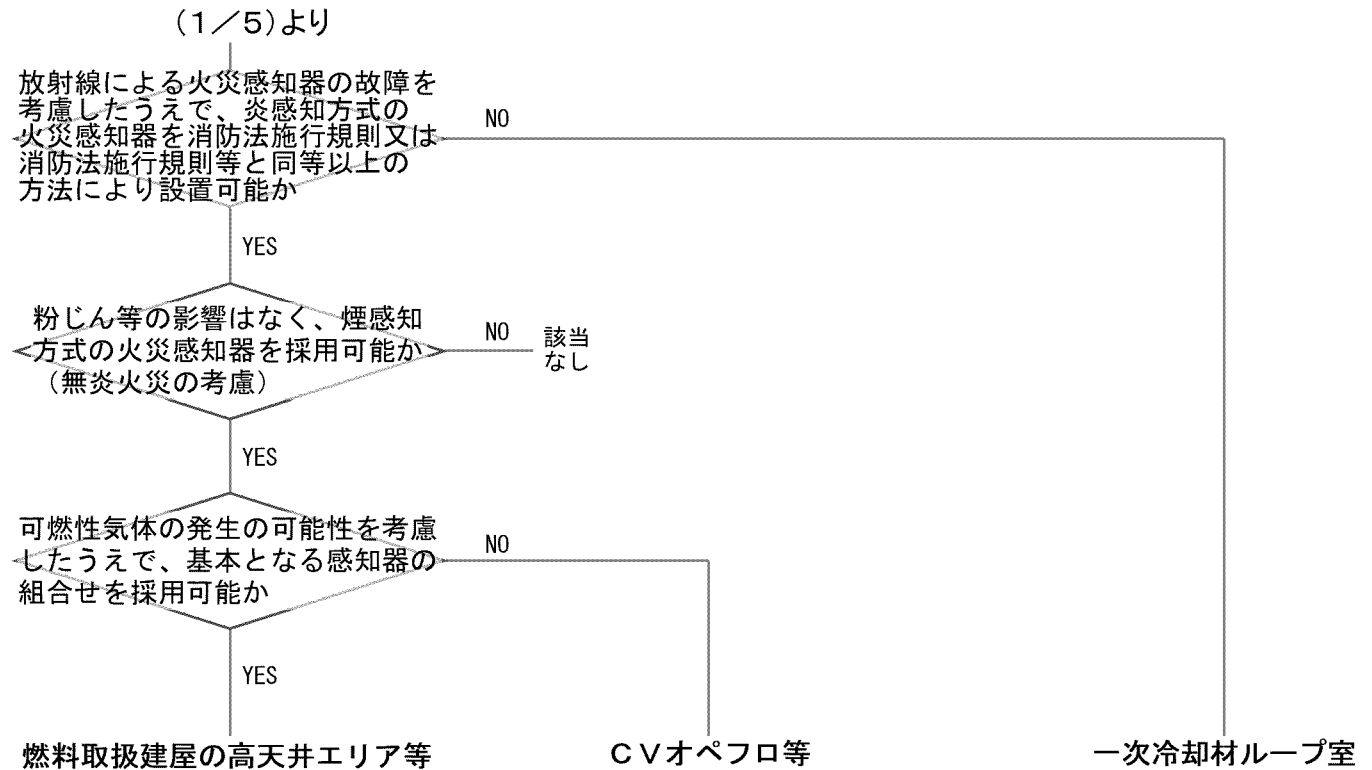 （１／５）より
放射線による火災感知器の故障を
考慮したうえで、炎感知方式の
火災感知器を消防法施行規則又は
消防法施行規則等と同等以上の
方法により設置可能か
NO
YES
粉じん等の影響はなく、煙感知
方式の火災感知器を採用可能か
（無炎火災の考慮）
NO
該当
なし
YES
可燃性気体の発生の可能性を考慮
したうえで、基本となる感知器の
組合せを採用可能か
NO
YES
燃料取扱建屋の高天井エリア等
ＣＶオペフロ等
一次冷却材ループ室